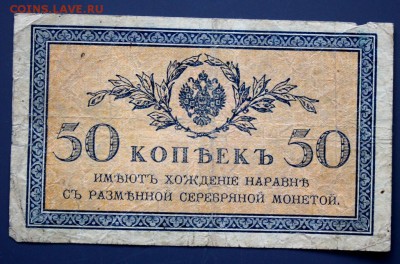 COINS.LAVE.RU
50 КОПѢЕКЪ 50
ИМѢЮТЪ ХОЖДЕНІЕ НАРАВНѢ
СЪ РАЗМѢННОЙ СЕРЕБРЯНОЙ МОНЕТОЙ.